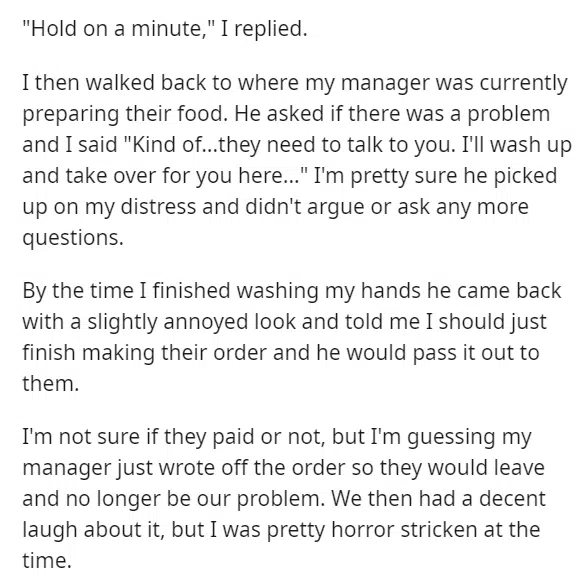 "Hold on a minute," I replied.
I then walked back to where my manager was currently
preparing their food. He asked if there was a problem
and I said "Kind of...they need to talk to you. I'll wash up
and take over for you here..." I'm pretty sure he picked
up on my distress and didn't argue or ask any more
questions.
By the time I finished washing my hands he came back
with a slightly annoyed look and told me I should just
finish making their order and he would pass it out to
them.
I'm not sure if they paid or not, but I'm guessing my
manager just wrote off the order so they would leave
and no longer be our problem. We then had a decent
laugh about it, but I was pretty horror stricken at the
time.